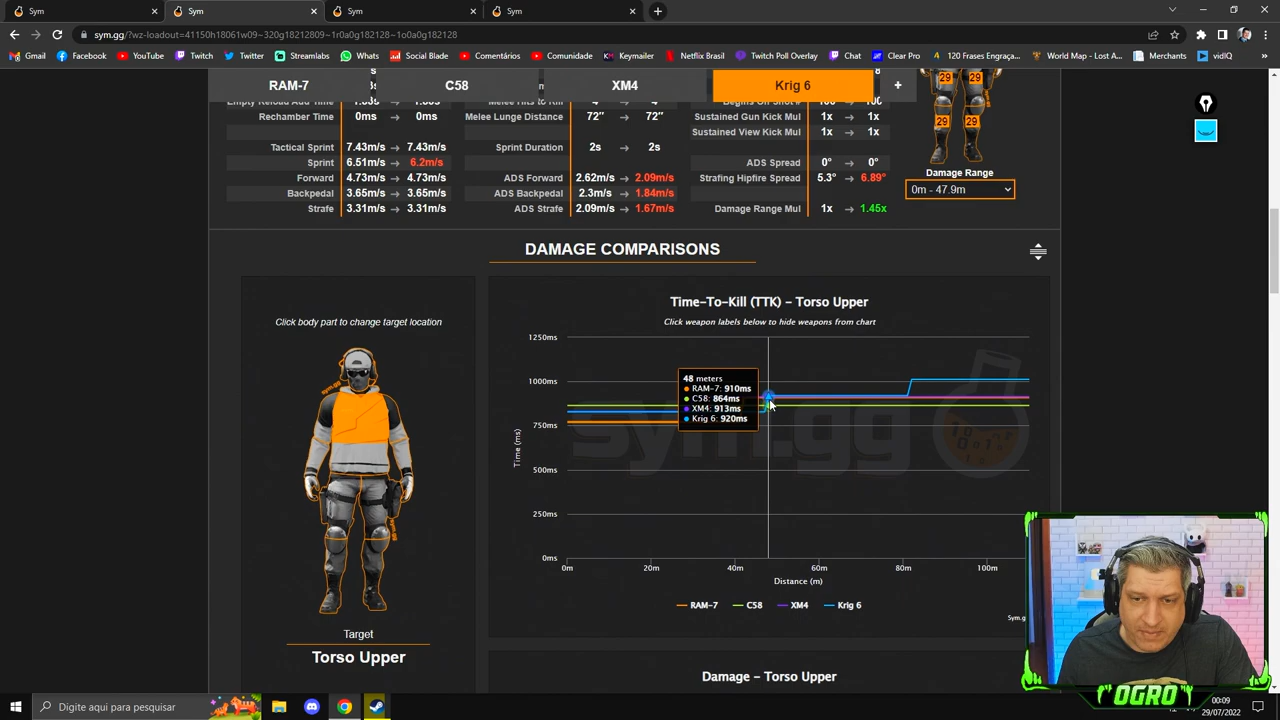 Sym
Sym
Sym
Sym
sym.gg/?wz-loadout=41150h18061w09~320g18212809~1r0a0g182128~1o0a0g182128
Gmail
Facebook
YouTube
Twitch
Twitter
Streamlabs
Whats
Social Blade
Comentários
Comunidade
Keymailer
Netflix Brasil
Twitch Poll Overlay
Chat
Clear Pro
120 Frases Engraça...
World Map - Lost A...
Merchants
vidIQ
RAM-7
C58
XM4
Krig 6
+
29 29
Rechamber Time 0ms → 0ms
Melee Lunge Distance 72″ → 72″
Sustained Gun Kick Mul 1x → 1x
Sustained View Kick Mul 1x → 1x
29 29
Tactical Sprint 7.43m/s → 7.43m/s
Sprint Duration 2s → 2s
Sprint 6.51m/s → 6.2m/s
ADS Spread 0° → 0°
Forward 4.73m/s → 4.73m/s
ADS Forward 2.62m/s → 2.09m/s
Strafing Hipfire Spread 5.3° → 6.89°
Damage Range
Backpedal 3.65m/s → 3.65m/s
ADS Backpedal 2.3m/s → 1.84m/s
0m - 47.9m
Strafe 3.31m/s → 3.31m/s
ADS Strafe 2.09m/s → 1.67m/s
Damage Range Mul 1x → 1.45x
DAMAGE COMPARISONS
Click body part to change target location
Target
Torso Upper
Time-To-Kill (TTK) – Torso Upper
Click weapon labels below to hide weapons from chart
1250ms
1000ms
750ms
500ms
250ms
0ms
Time (ms)
48 meters
RAM-7: 910ms
C58: 864ms
XM4: 913ms
Krig 6: 920ms
sym.gg
0m 20m 40m 60m 80m 100m
Distance (m)
RAM-7 C58 XM4 Krig 6
Sym.g
Damage – Torso Upper
OGRO
Digite aqui para pesquisar
00:09
29/07/2022